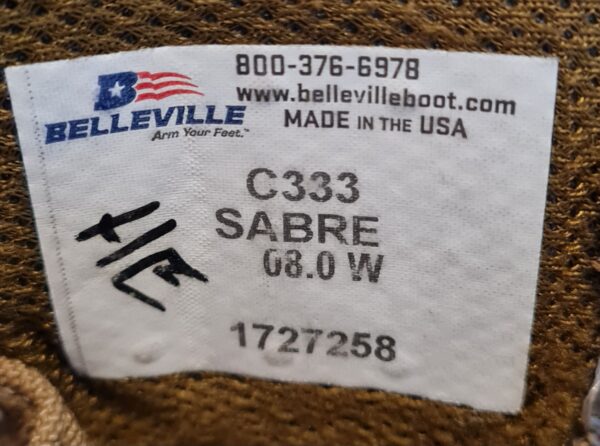 800-376-6978
www.bellevilleboot.com
MADE IN THE USA
B
BELLEVILLE
Arm Your Feet.™
C333
SABRE
08.0 W
1727258